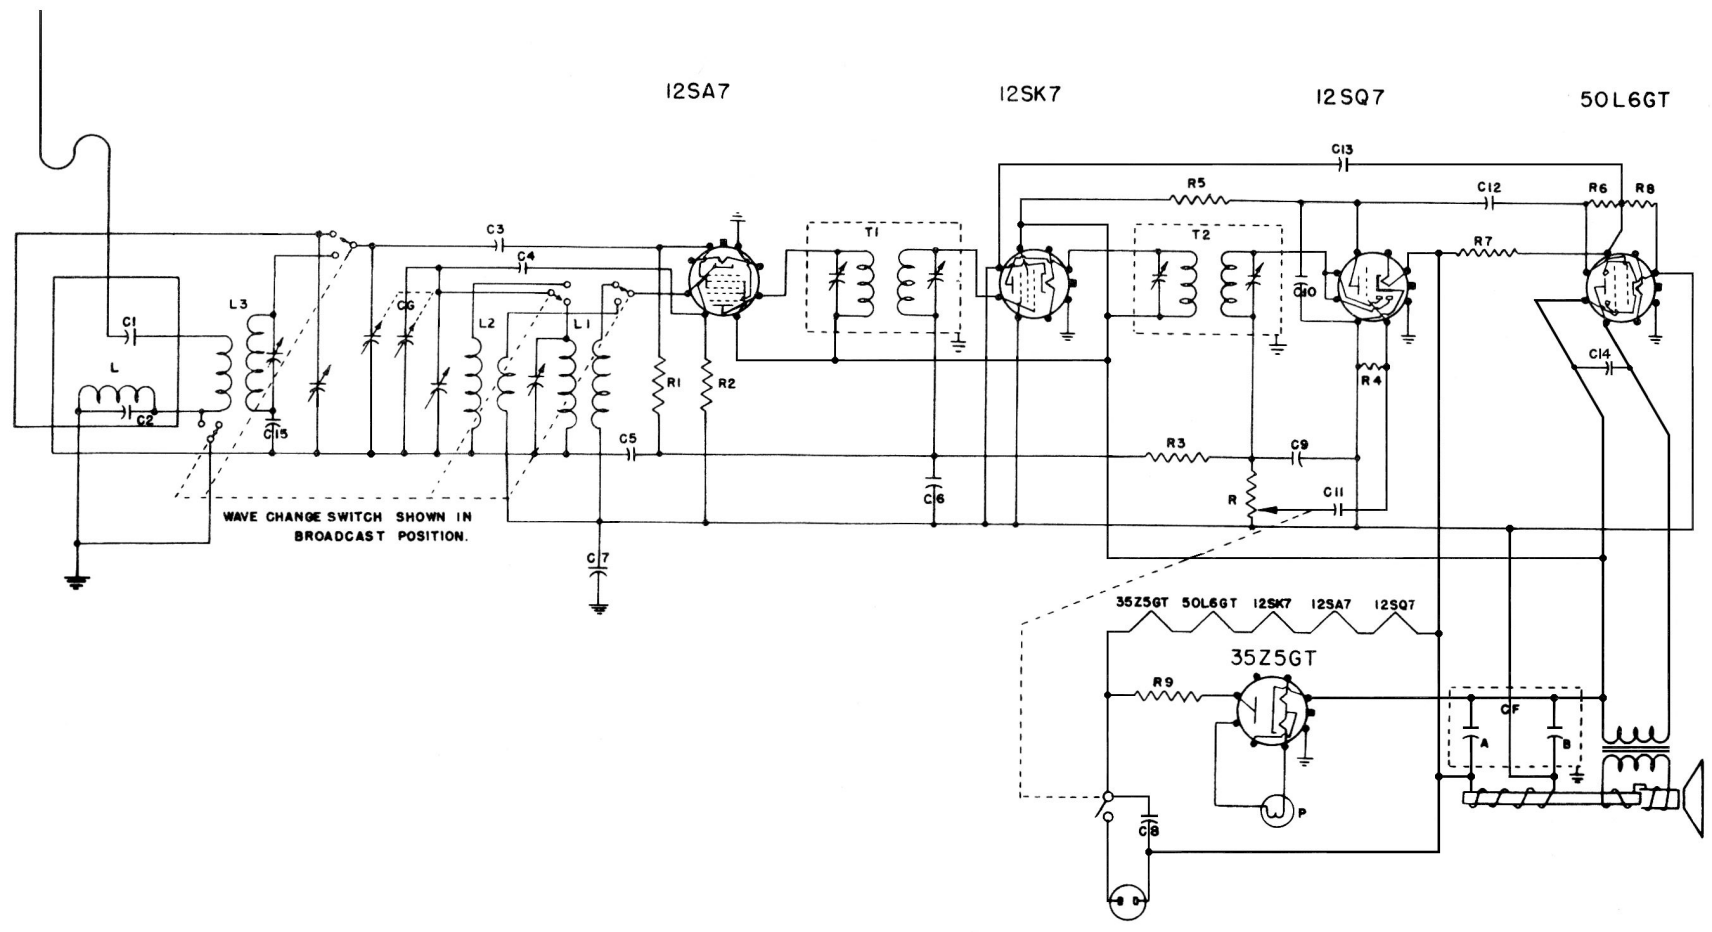 12SA7
12SK7
12SQ7
50L6GT
C13
R5
C12
R6
R8
C3
T1
T2
R7
C4
L3
CG
C10
C1
L2
L1
C14
L
R1
R2
R4
C2
C15
C5
R3
C9
R
C11
C6
WAVE CHANGE SWITCH SHOWN IN
BROADCAST POSITION.
C7
35Z5GT
50L6GT
12SK7
12SA7
12SQ7
35Z5GT
R9
CF
A
B
P
C8